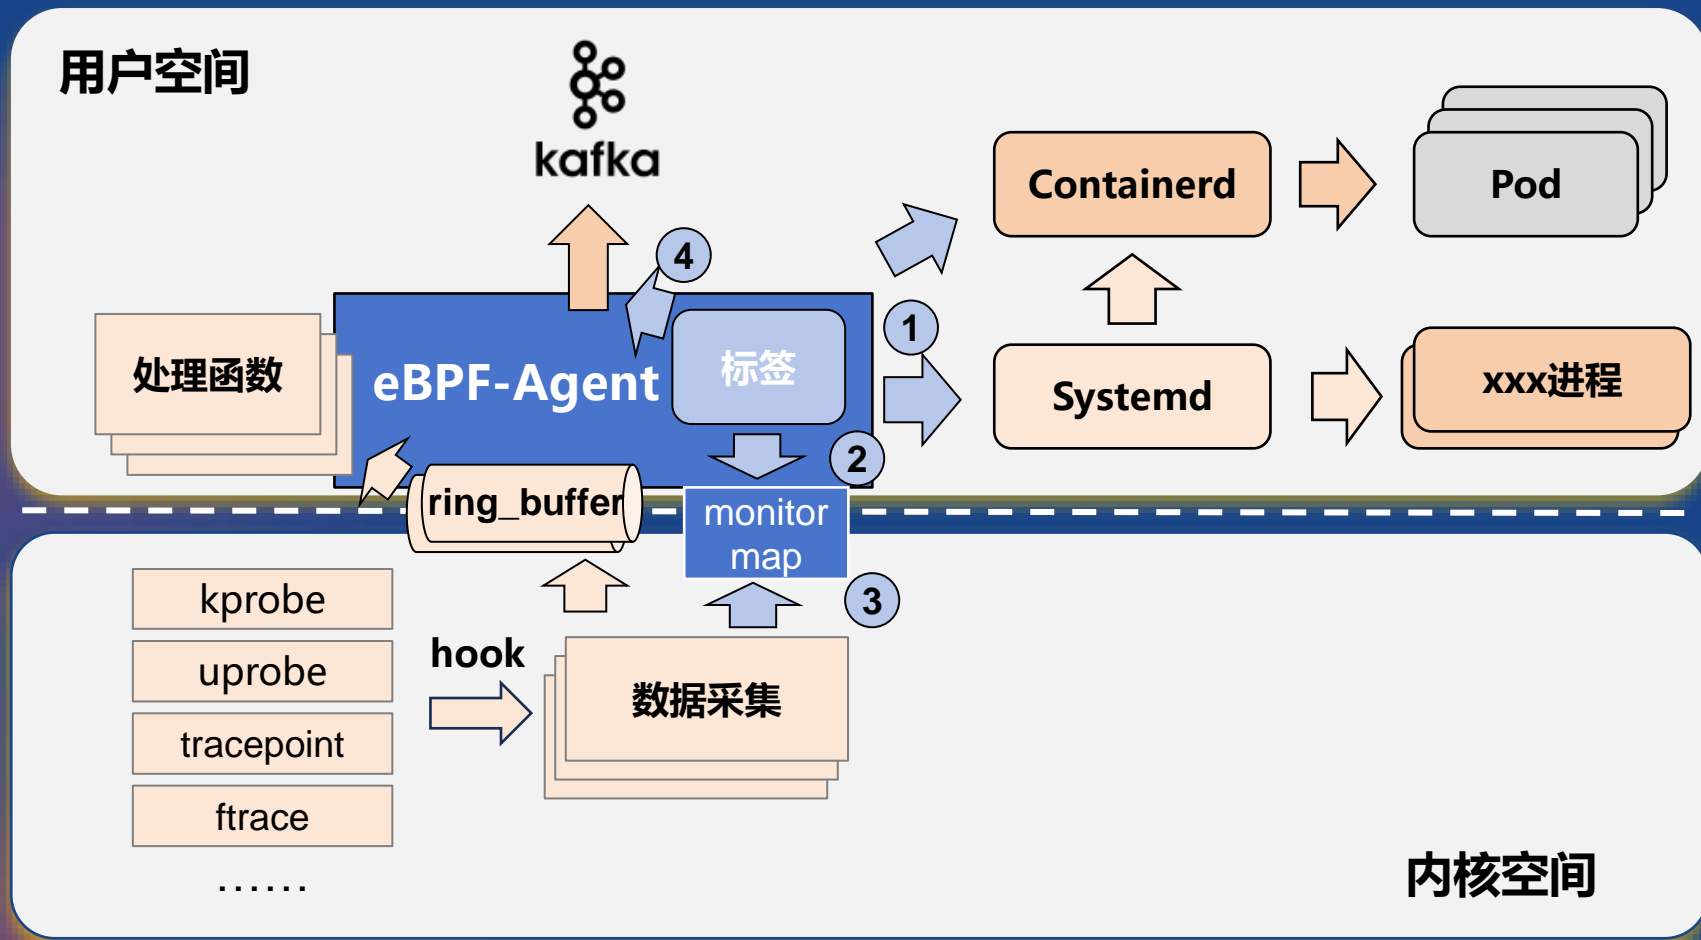 用户空间
kafka
Containerd
Pod
4
1
处理函数
eBPF-Agent
标签
Systemd
xxx进程
2
ring_buffer
monitor
map
kprobe
3
uprobe
hook
数据采集
tracepoint
ftrace
......
内核空间